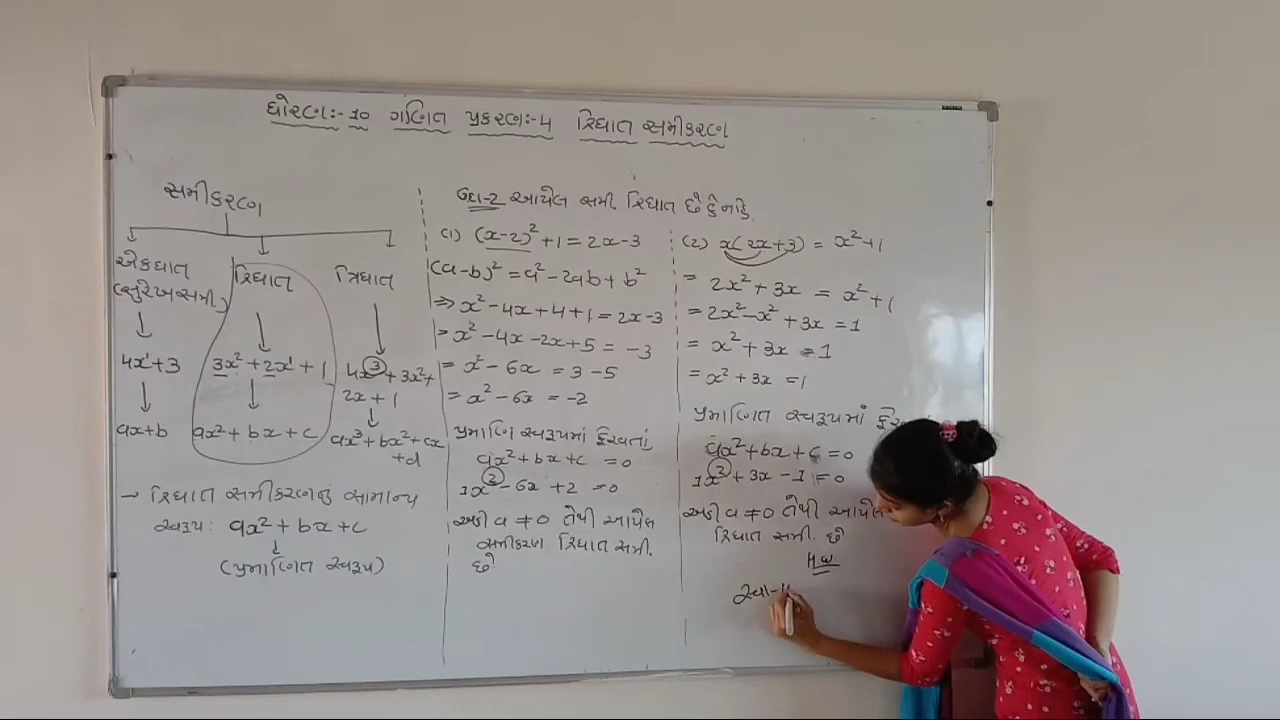 ધોરણ:- 10 ગણિત પ્રકરણ:-4 દ્વિઘાત સમીકરણ
સમીકરણ
એકઘાત
(સુરેખ સમી.)
દ્વિઘાત
ત્રિઘાત
4x¹+3
3x²+2x¹+1
4x³+3x²+
2x+1
ax+b
ax²+bx+c
ax³+bx²+cx
+d
→ દ્વિઘાત સમીકરણનું સામાન્ય
સ્વરૂપ: ax²+bx+c
(પ્રમાણિત સ્વરૂપ)
ઉદા-2 આપેલ સમી. દ્વિઘાત છે કે નહિ.
(1) (x-2)²+1=2x-3
(a-b)²=a²-2ab+b²
⇒ x²-4x+4+1=2x-3
= x²-4x-2x+5=-3
= x²-6x=3-5
= x²-6x=-2
પ્રમાણિ સ્વરૂપમાં ફેરવતાં
ax²+bx+c=0
1x²-6x+2=0
અહી a≠0 તેથી આપેલ
સમીકરણ દ્વિઘાત સમી.
છે
(2) x(2x+3)=x²+1
= 2x²+3x=x²+1
= 2x²-x²+3x=1
= x²+3x=1
= x²+3x=1
પ્રમાણિત સ્વરૂપમાં
ax²+bx+c=0
1x²+3x-1=0
અહી a≠0 તેથી આપેલ
દ્વિઘાત સમી. છે
H.W
સ્વા-